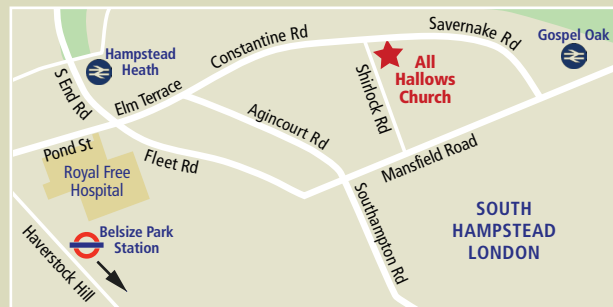 Savernake Rd
Gospel Oak
Constantine Rd
Hampstead
Heath
All
Hallows
Church
S End Rd
Shirlock Rd
Elm Terrace
Agincourt Rd
Pond St
Fleet Rd
Mansfield Road
Royal Free
Hospital
Southampton Rd
SOUTH
HAMPSTEAD
LONDON
Belsize Park
Station
Haverstock Hill